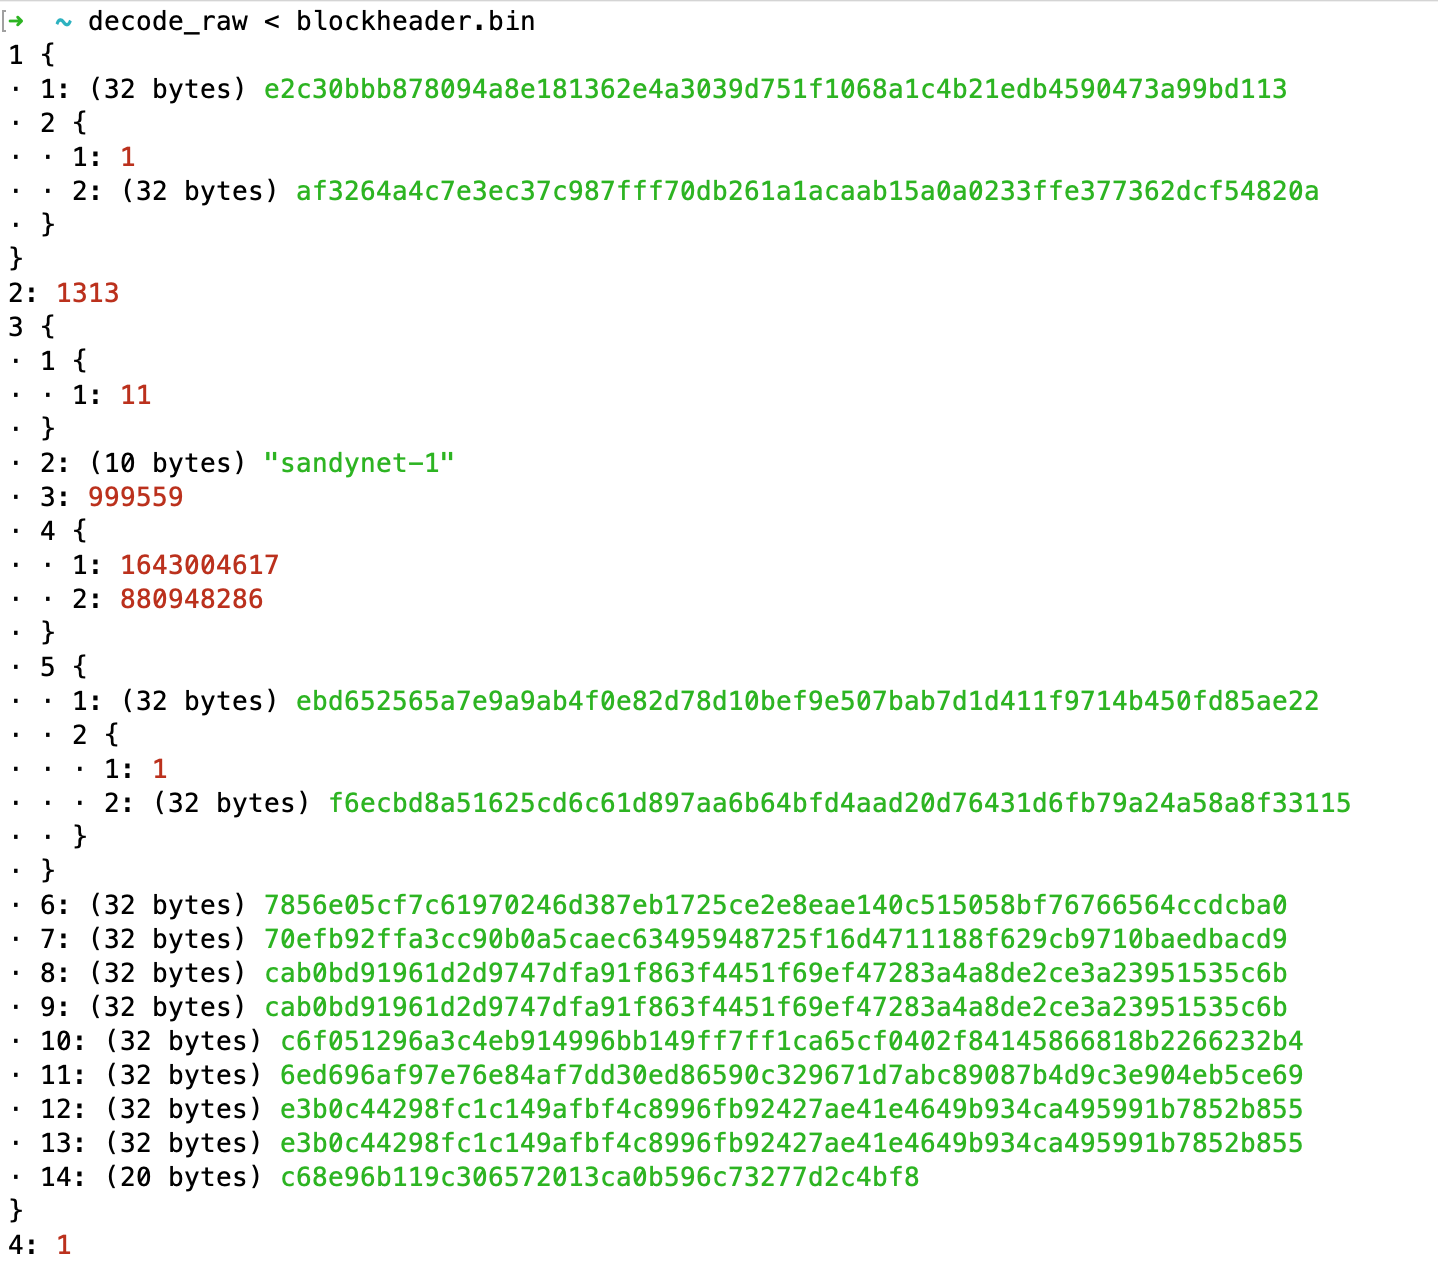 [➜  ~ decode_raw < blockheader.bin
1 {
· 1: (32 bytes) e2c30bbb878094a8e181362e4a3039d751f1068a1c4b21edb4590473a99bd113
· 2 {
· · 1: 1
· · 2: (32 bytes) af3264a4c7e3ec37c987fff70db261a1acaab15a0a0233ffe377362dcf54820a
· }
}
2: 1313
3 {
· 1 {
· · 1: 11
· }
· 2: (10 bytes) "sandynet-1"
· 3: 999559
· 4 {
· · 1: 1643004617
· · 2: 880948286
· }
· 5 {
· · 1: (32 bytes) ebd652565a7e9a9ab4f0e82d78d10bef9e507bab7d1d411f9714b450fd85ae22
· · 2 {
· · · 1: 1
· · · 2: (32 bytes) f6ecbd8a51625cd6c61d897aa6b64bfd4aad20d76431d6fb79a24a58a8f33115
· · }
· }
· 6: (32 bytes) 7856e05cf7c61970246d387eb1725ce2e8eae140c515058bf76766564ccdcba0
· 7: (32 bytes) 70efb92ffa3cc90b0a5caec63495948725f16d4711188f629cb9710baedbacd9
· 8: (32 bytes) cab0bd91961d2d9747dfa91f863f4451f69ef47283a4a8de2ce3a23951535c6b
· 9: (32 bytes) cab0bd91961d2d9747dfa91f863f4451f69ef47283a4a8de2ce3a23951535c6b
· 10: (32 bytes) c6f051296a3c4eb914996bb149ff7ff1ca65cf0402f84145866818b2266232b4
· 11: (32 bytes) 6ed696af97e76e84af7dd30ed86590c329671d7abc89087b4d9c3e904eb5ce69
· 12: (32 bytes) e3b0c44298fc1c149afbf4c8996fb92427ae41e4649b934ca495991b7852b855
· 13: (32 bytes) e3b0c44298fc1c149afbf4c8996fb92427ae41e4649b934ca495991b7852b855
· 14: (20 bytes) c68e96b119c306572013ca0b596c73277d2c4bf8
}
4: 1